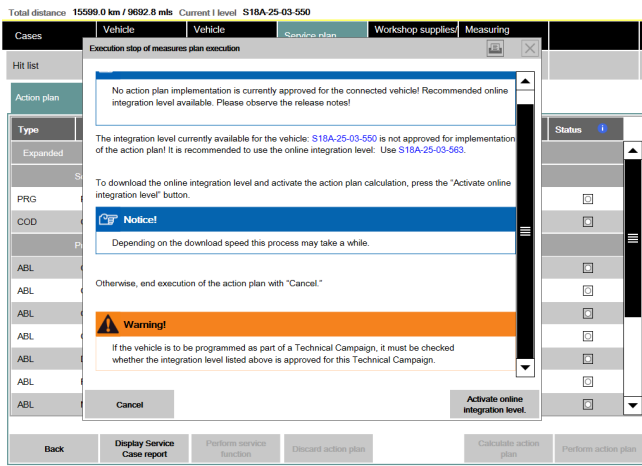 Total distance 15599.0 km / 9692.8 mls Current I level S18A-25-03-550
Cases Vehicle Vehicle Service plan Workshop supplies/ Measuring
Execution stop of measures plan execution
Hit list
Action plan
No action plan implementation is currently approved for the connected vehicle! Recommended online
integration level available. Please observe the release notes!
Type Status i
The integration level currently available for the vehicle: S18A-25-03-550 is not approved for implementation
of the action plan! It is recommended to use the online integration level: Use S18A-25-03-563.
Expanded
To download the online integration level and activate the action plan calculation, press the "Activate online
integration level" button.
PRG
Notice!
COD
Depending on the download speed this process may take a while.
ABL
Otherwise, end execution of the action plan with "Cancel."
ABL
ABL
Warning!
ABL
If the vehicle is to be programmed as part of a Technical Campaign, it must be checked
whether the integration level listed above is approved for this Technical Campaign.
ABL
ABL
ABL
Cancel
Activate online
integration level.
Back
Display Service
Case report
Perform service
function
Discard action plan
Calculate action
plan
Perform action plan